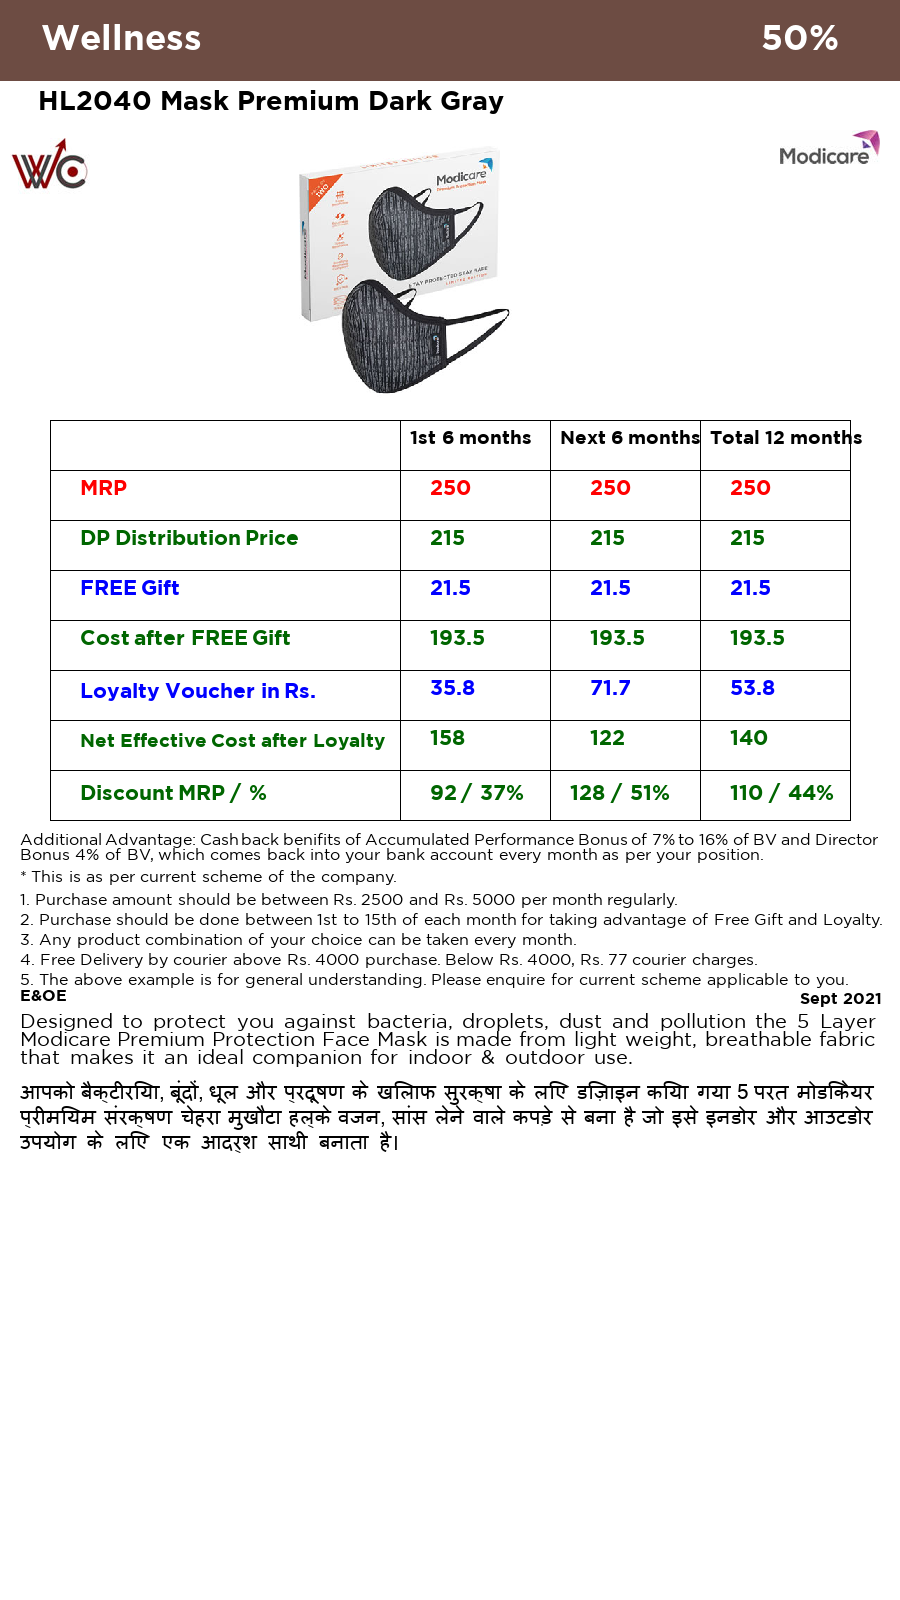 Wellness 50%
HL2040 Mask Premium Dark Gray
WC
Modicare
Modicare
Modicare
TWO
LIMITED EDITION
1st 6 months Next 6 months Total 12 months
MRP 250 250 250
DP Distribution Price 215 215 215
FREE Gift 21.5 21.5 21.5
Cost after FREE Gift 193.5 193.5 193.5
Loyalty Voucher in Rs. 35.8 71.7 53.8
Net Effective Cost after Loyalty 158 122 140
Discount MRP / % 92 / 37% 128 / 51% 110 / 44%
Additional Advantage: Cashback benifits of Accumulated Performance Bonus of 7% to 16% of BV and Director
Bonus 4% of BV, which comes back into your bank account every month as per your position.
* This is as per current scheme of the company.
1. Purchase amount should be between Rs. 2500 and Rs. 5000 per month regularly.
2. Purchase should be done between 1st to 15th of each month for taking advantage of Free Gift and Loyalty.
3. Any product combination of your choice can be taken every month.
4. Free Delivery by courier above Rs. 4000 purchase. Below Rs. 4000, Rs. 77 courier charges.
5. The above example is for general understanding. Please enquire for current scheme applicable to you.
E&OE
Sept 2021
Designed to protect you against bacteria, droplets, dust and pollution the 5 Layer
Modicare Premium Protection Face Mask is made from light weight, breathable fabric
that makes it an ideal companion for indoor & outdoor use.
आपको बैक्टीरिया, बूंदों, धूल और प्रदूषण के खिलाफ सुरक्षा के लिए डिज़ाइन किया गया 5 परत मोडिकेयर
प्रीमियम संरक्षण चेहरा मुखौटा हल्के वजन, सांस लेने वाले कपड़े से बना है जो इसे इनडोर और आउटडोर
उपयोग के लिए एक आदर्श साथी बनाता है।